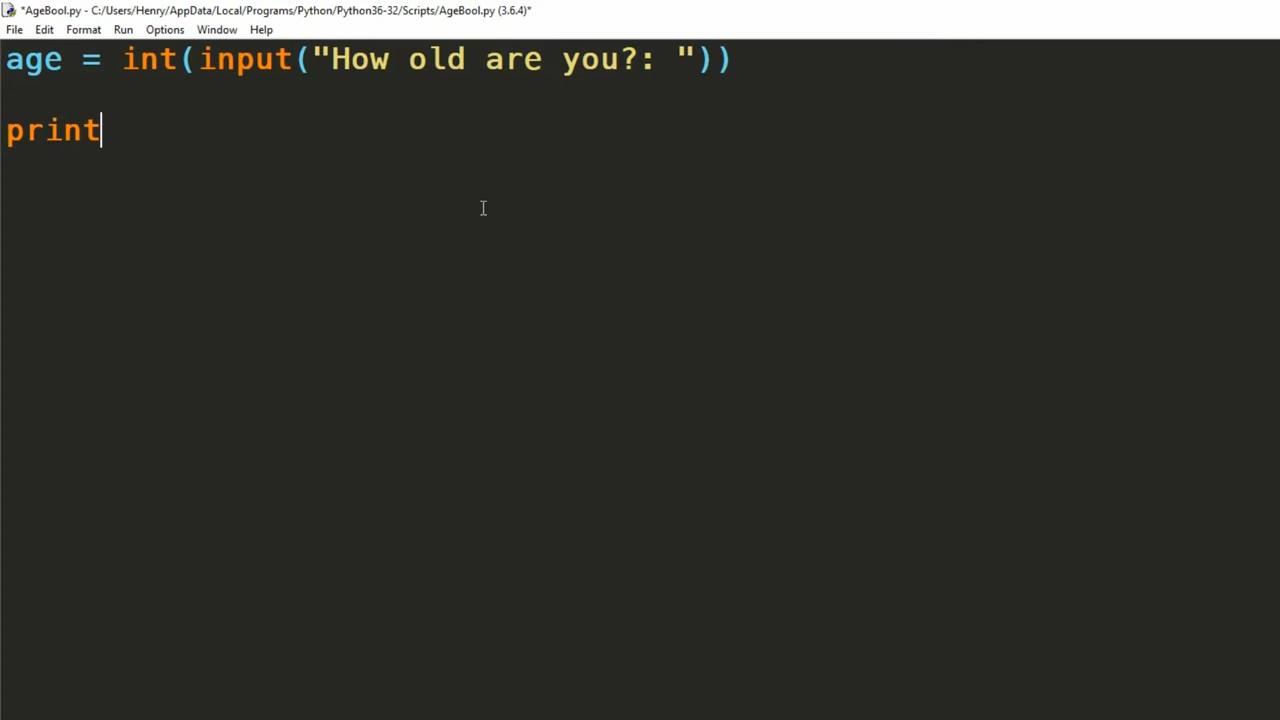 *AgeBool.py - C:/Users/Henry/AppData/Local/Programs/Python/Python36-32/Scripts/AgeBool.py (3.6.4)*
File Edit Format Run Options Window Help
age = int(input("How old are you?: "))
print